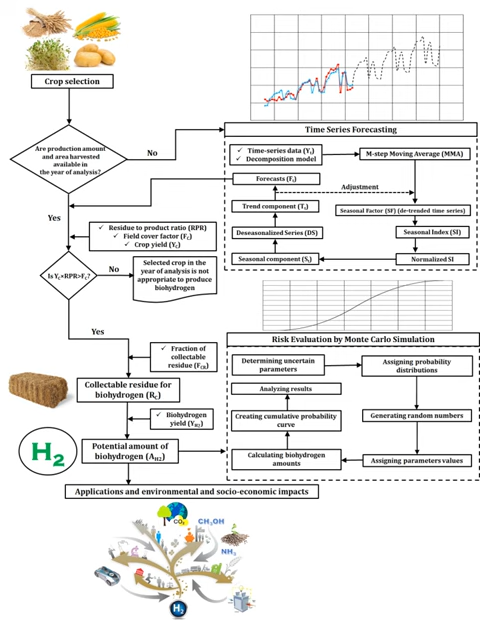 Crop selection
Are production amount
and area harvested
available in
the year of analysis?
No
Yes
Time Series Forecasting
✓ Time-series data (Yt)
✓ Decomposition model
M-step Moving Average (MMA)
Forecasts (Ft)
Adjustment
Trend component (Tt)
Seasonal Factor (SF) (de-trended time series)
Deseasonalized Series (DS)
Seasonal Index (SI)
Seasonal component (St)
Normalized SI
✓ Residue to product ratio (RPR)
✓ Field cover factor (FC)
✓ Crop yield (YC)
Is YC×RPR>FC?
No
Selected crop in the
year of analysis is not
appropriate to produce
biohydrogen
Yes
✓ Fraction of
collectable
residue (FCR)
Collectable residue for
biohydrogen (RC)
✓ Biohydrogen
yield (YH2)
H2
Potential amount of
biohydrogen (AH2)
Risk Evaluation by Monte Carlo Simulation
Determining uncertain
parameters
Assigning probability
distributions
Analyzing results
Creating cumulative probability
curve
Generating random numbers
Calculating biohydrogen
amounts
Assigning parameters values
Applications and environmental and socio-economic impacts
CO2
CH3OH
NH3
H2